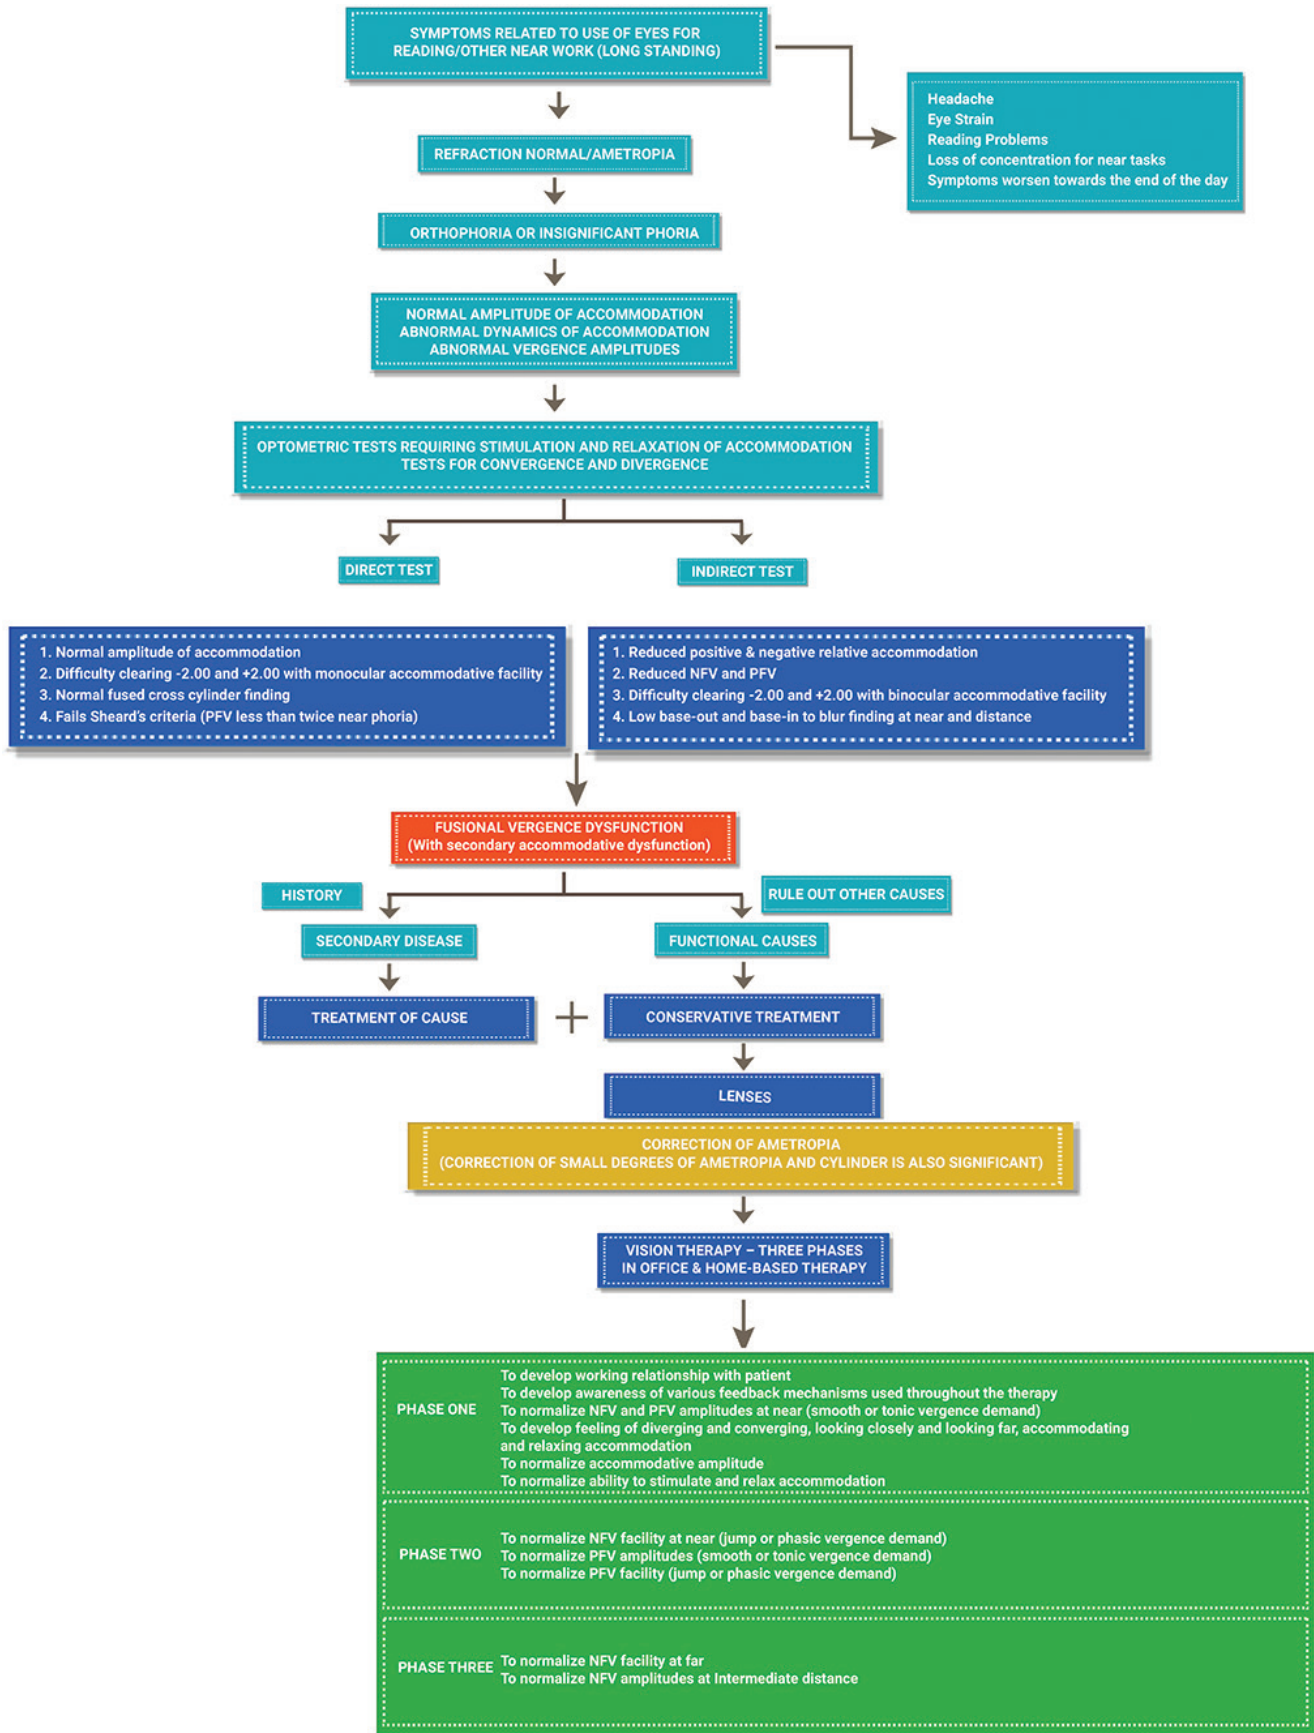 SYMPTOMS RELATED TO USE OF EYES FOR
READING/OTHER NEAR WORK (LONG STANDING)
Headache
Eye Strain
Reading Problems
Loss of concentration for near tasks
Symptoms worsen towards the end of the day
REFRACTION NORMAL/AMETROPIA
ORTHOPHORIA OR INSIGNIFICANT PHORIA
NORMAL AMPLITUDE OF ACCOMMODATION
ABNORMAL DYNAMICS OF ACCOMMODATION
ABNORMAL VERGENCE AMPLITUDES
OPTOMETRIC TESTS REQUIRING STIMULATION AND RELAXATION OF ACCOMMODATION
TESTS FOR CONVERGENCE AND DIVERGENCE
DIRECT TEST
INDIRECT TEST
1. Normal amplitude of accommodation
2. Difficulty clearing -2.00 and +2.00 with monocular accommodative facility
3. Normal fused cross cylinder finding
4. Fails Sheard's criteria (PFV less than twice near phoria)
1. Reduced positive & negative relative accommodation
2. Reduced NFV and PFV
3. Difficulty clearing -2.00 and +2.00 with binocular accommodative facility
4. Low base-out and base-in to blur finding at near and distance
FUSIONAL VERGENCE DYSFUNCTION
(With secondary accommodative dysfunction)
HISTORY
RULE OUT OTHER CAUSES
SECONDARY DISEASE
FUNCTIONAL CAUSES
TREATMENT OF CAUSE
+
CONSERVATIVE TREATMENT
LENSES
CORRECTION OF AMETROPIA
(CORRECTION OF SMALL DEGREES OF AMETROPIA AND CYLINDER IS ALSO SIGNIFICANT)
VISION THERAPY – THREE PHASES
IN OFFICE & HOME-BASED THERAPY
PHASE ONE
To develop working relationship with patient
To develop awareness of various feedback mechanisms used throughout the therapy
To normalize NFV and PFV amplitudes at near (smooth or tonic vergence demand)
To develop feeling of diverging and converging, looking closely and looking far, accommodating
and relaxing accommodation
To normalize accommodative amplitude
To normalize ability to stimulate and relax accommodation
PHASE TWO
To normalize NFV facility at near (jump or phasic vergence demand)
To normalize PFV amplitudes (smooth or tonic vergence demand)
To normalize PFV facility (jump or phasic vergence demand)
PHASE THREE
To normalize NFV facility at far
To normalize NFV amplitudes at Intermediate distance